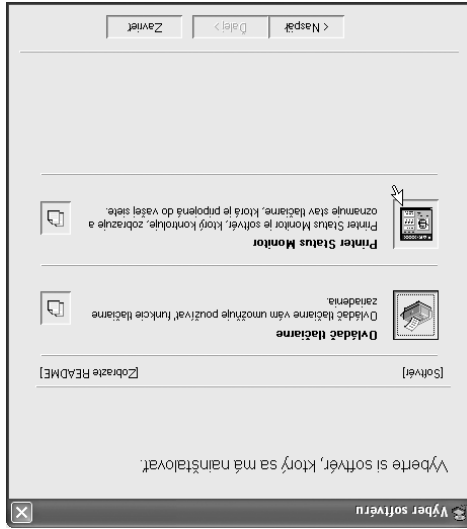 Výber softvéru
Vyberte si softvér, ktorý sa má nainštalovať.
[Softvér] [Zobrazte README]
Ovládač tlačiarne
Ovládač tlačiarne vám umožňuje používať funkcie tlačiarne
zariadenia.
Printer Status Monitor
Printer Status Monitor je softvér, ktorý kontroluje, zobrazuje a
oznamuje stav tlačiarne, ktorá je pripojená do vašej siete.
< Naspäť Ďalej > Zavrieť